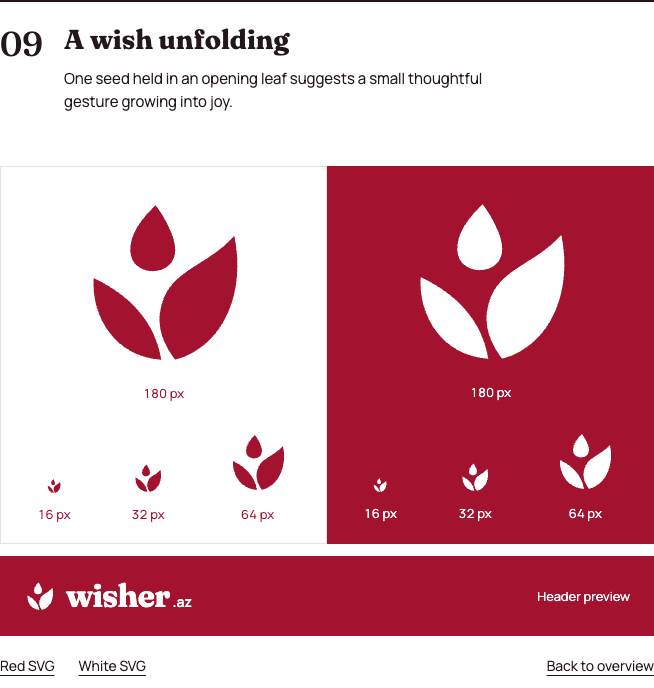 09
A wish unfolding
One seed held in an opening leaf suggests a small thoughtful
gesture growing into joy.
180 px
180 px
16 px
32 px
64 px
16 px
32 px
64 px
wisher.az
Header preview
Red SVG
White SVG
Back to overview